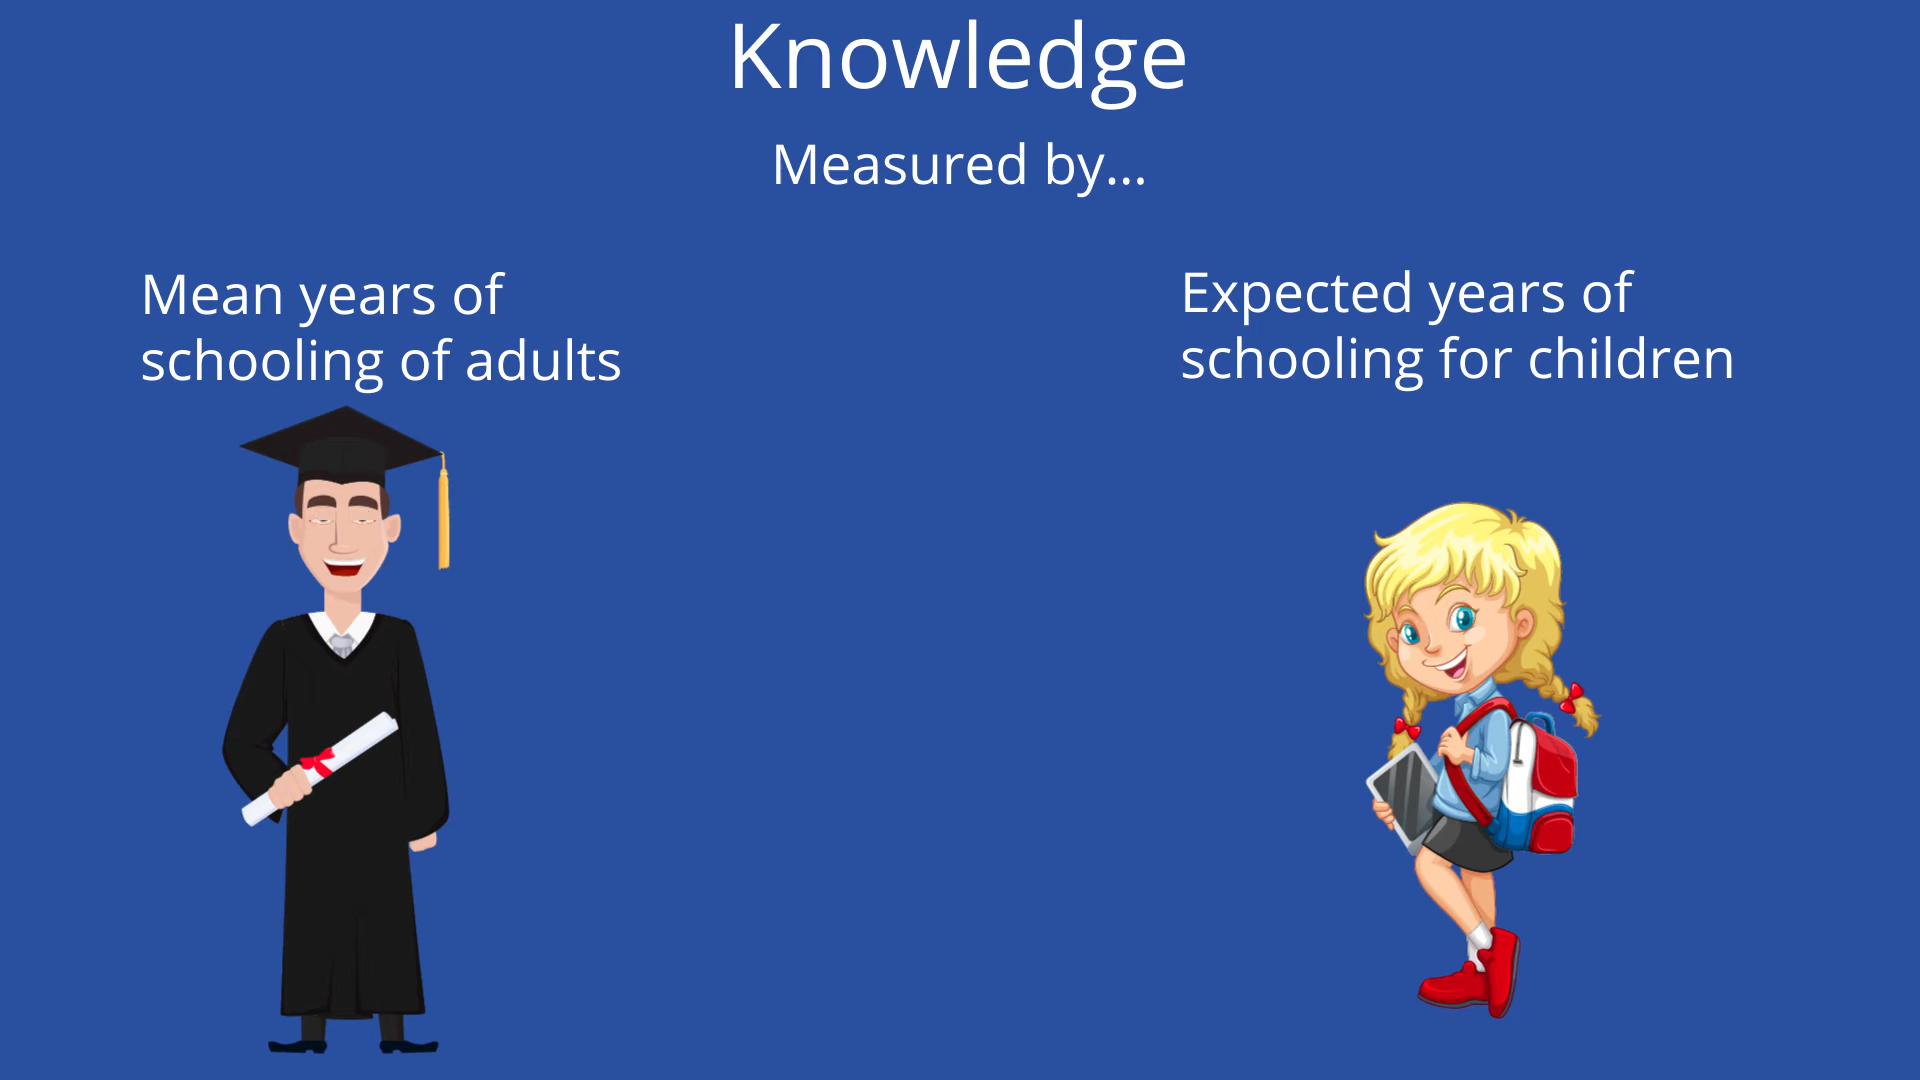 Knowledge
Measured by...
Mean years of
schooling of adults
Expected years of
schooling for children